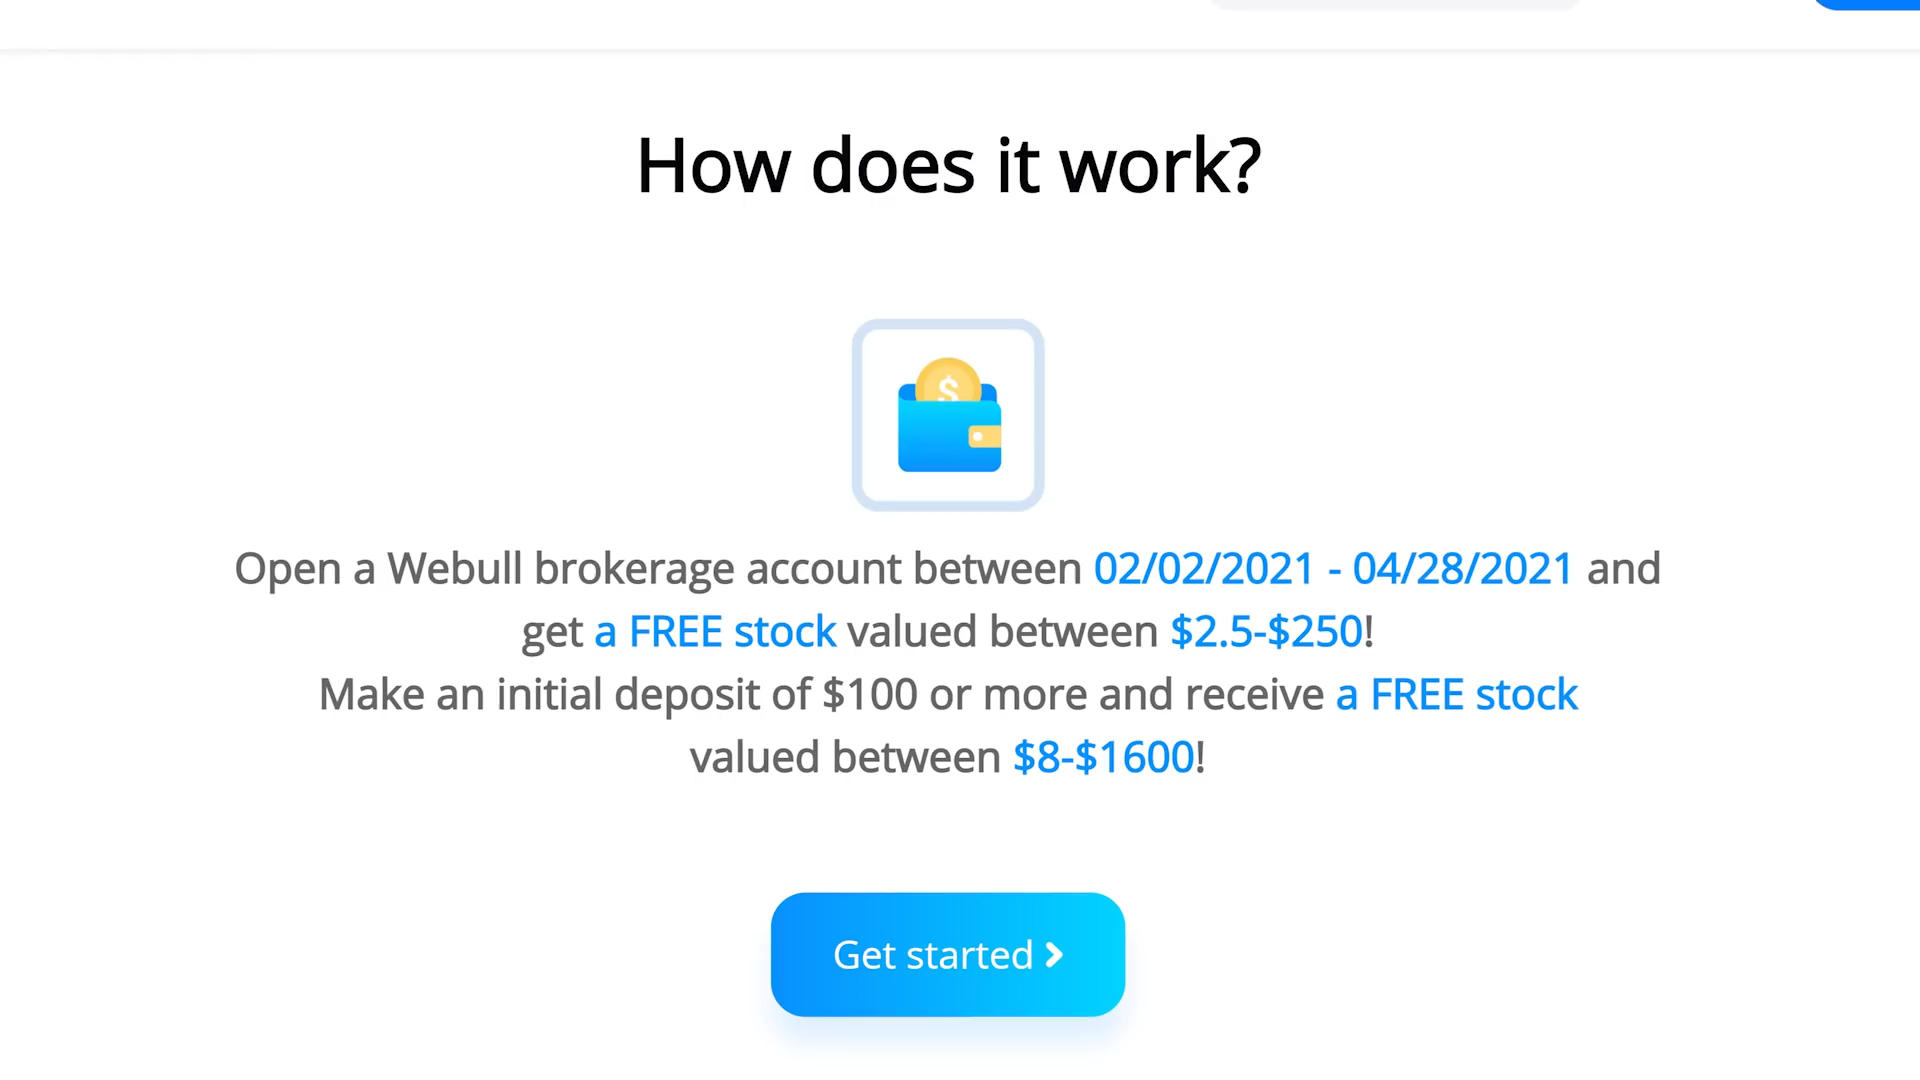 How does it work?
$
Open a Webull brokerage account between 02/02/2021 - 04/28/2021 and
get a FREE stock valued between $2.5-$250!
Make an initial deposit of $100 or more and receive a FREE stock
valued between $8-$1600!
Get started